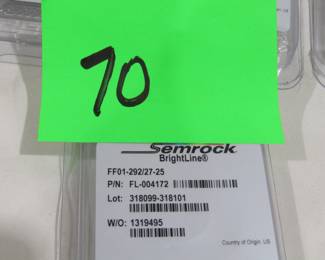 70
Semrock
BrightLine®
FF01-292/27-25
P/N: FL-004172
Lot: 318099-318101
W/O: 1319495
Country of Origin, US